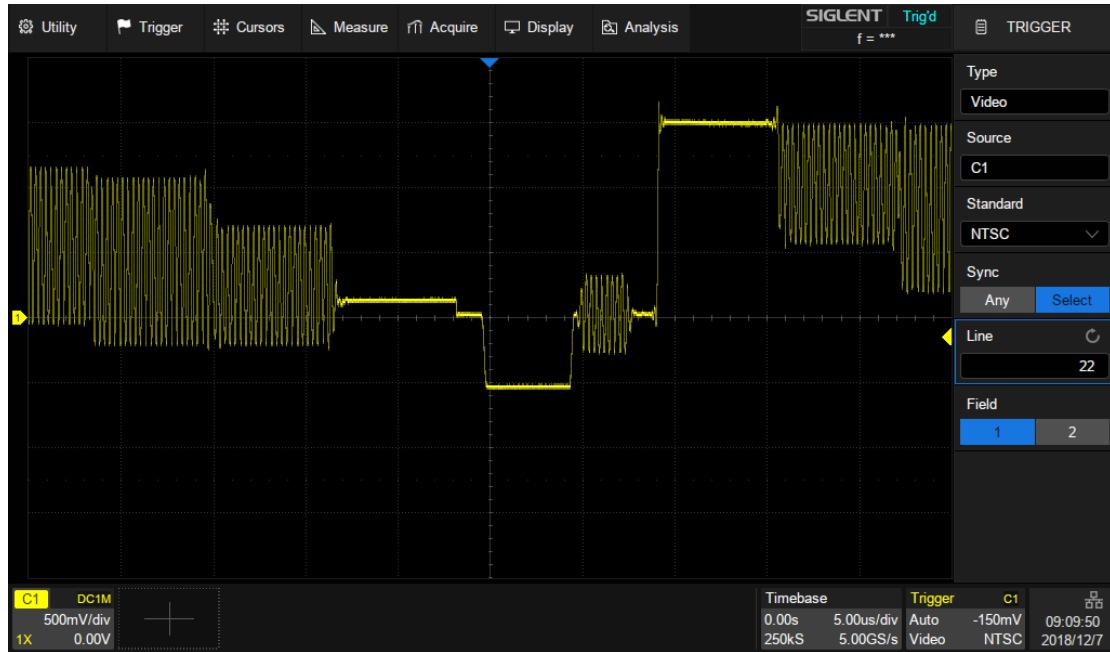 Utility Trigger Cursors Measure Acquire Display Analysis
SIGLENT Trig'd
f = ***
TRIGGER
Type
Video
Source
C1
Standard
NTSC
Sync
Any Select
Line
22
Field
1 2
1
C1 DC1M
500mV/div
1X 0.00V
Timebase
0.00s 5.00us/div
250kS 5.00GS/s
Trigger C1
Auto -150mV
Video NTSC
09:09:50
2018/12/7